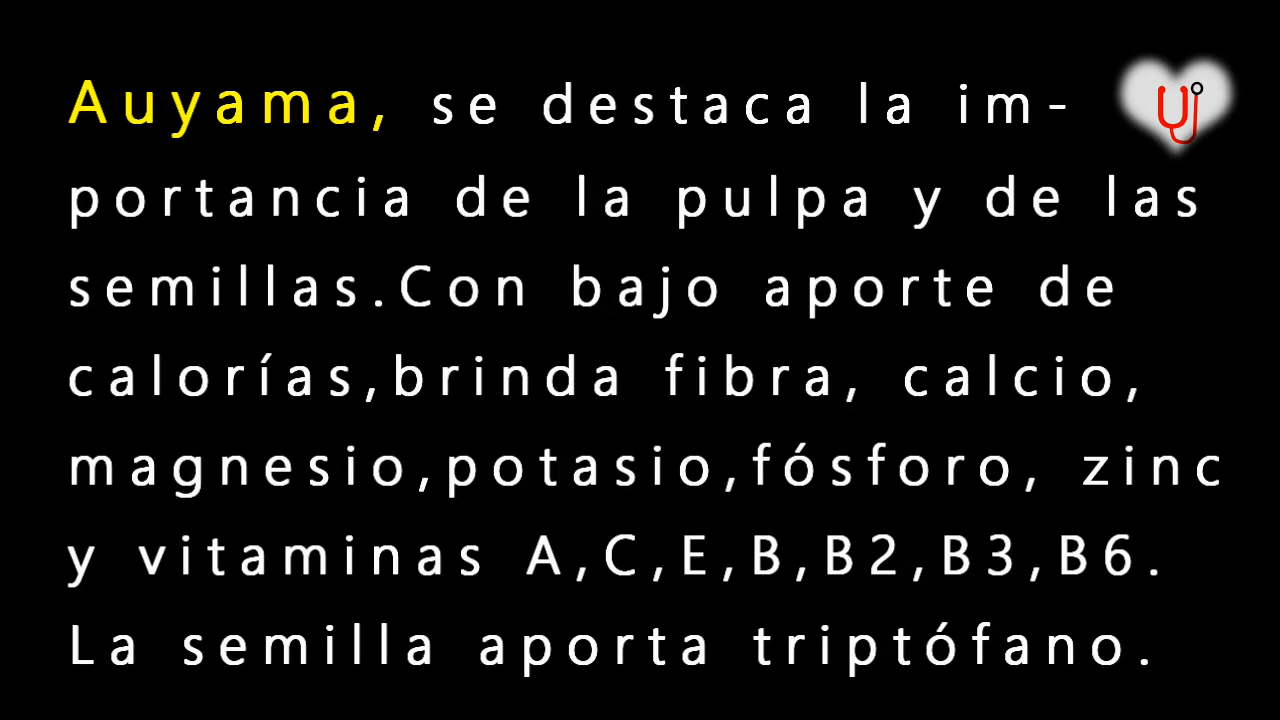 Auyama, se destaca la im-
portancia de la pulpa y de las
semillas.Con bajo aporte de
calorías,brinda fibra, calcio,
magnesio,potasio,fósforo, zinc
y vitaminas A,C,E,B,B2,B3,B6.
La semilla aporta triptófano.